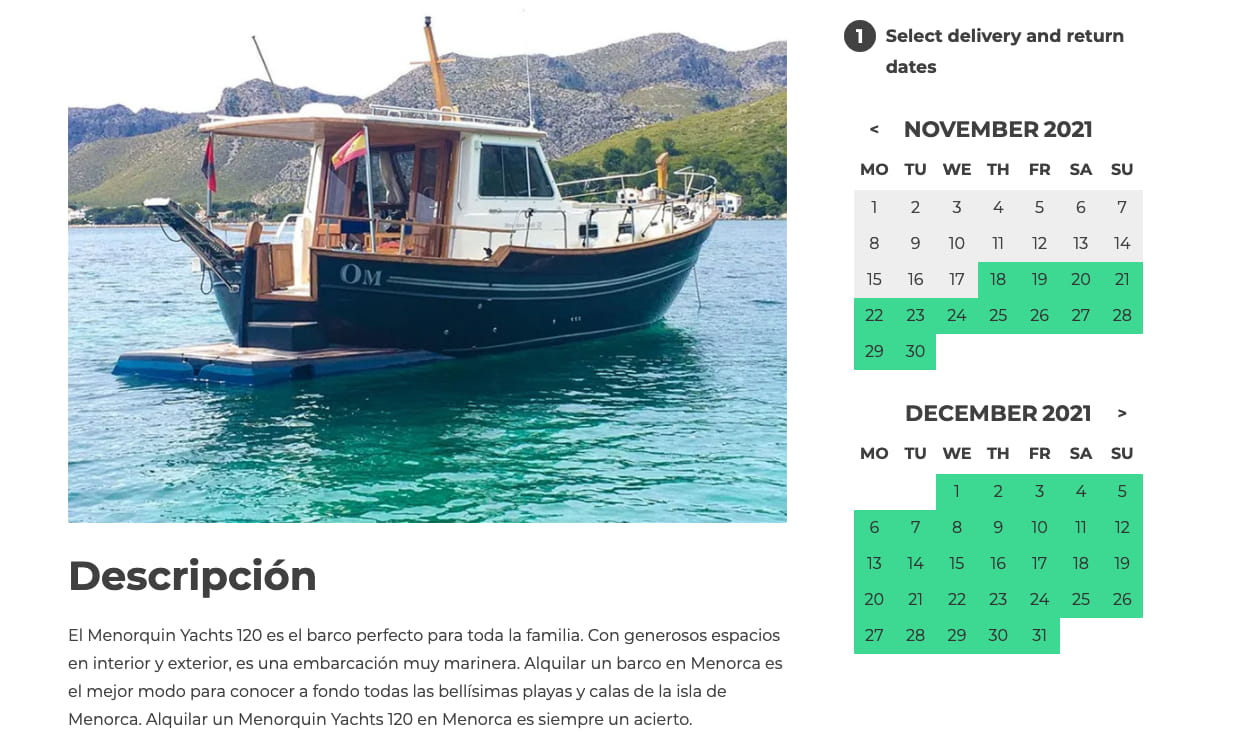 OM
Descripción
El Menorquin Yachts 120 es el barco perfecto para toda la familia. Con generosos espacios
en interior y exterior, es una embarcación muy marinera. Alquilar un barco en Menorca es
el mejor modo para conocer a fondo todas las bellísimas playas y calas de la isla de
Menorca. Alquilar un Menorquin Yachts 120 en Menorca es siempre un acierto.
1 Select delivery and return
dates
< NOVEMBER 2021
MO TU WE TH FR SA SU
1 2 3 4 5 6 7
8 9 10 11 12 13 14
15 16 17 18 19 20 21
22 23 24 25 26 27 28
29 30
DECEMBER 2021 >
MO TU WE TH FR SA SU
1 2 3 4 5
6 7 8 9 10 11 12
13 14 15 16 17 18 19
20 21 22 23 24 25 26
27 28 29 30 31